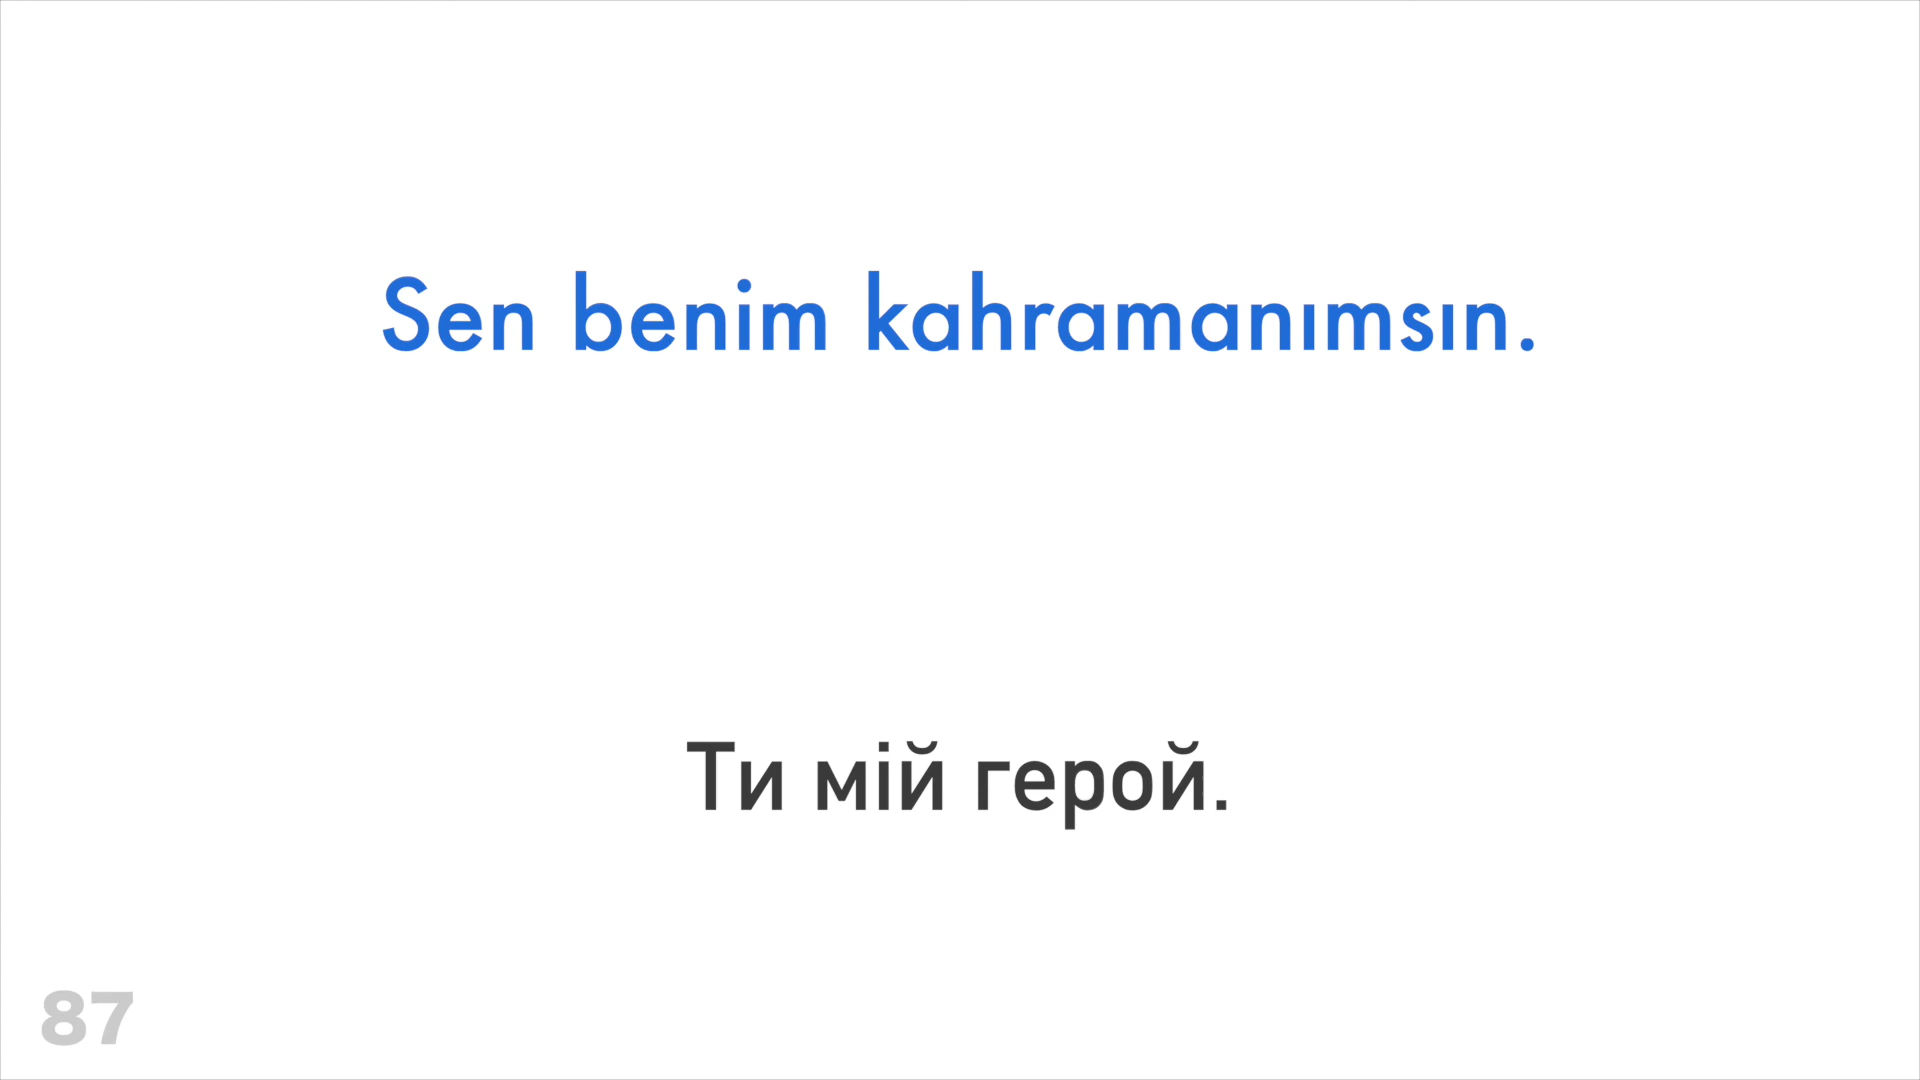 Sen benim kahramanımsın.
Ти мій герой.
87